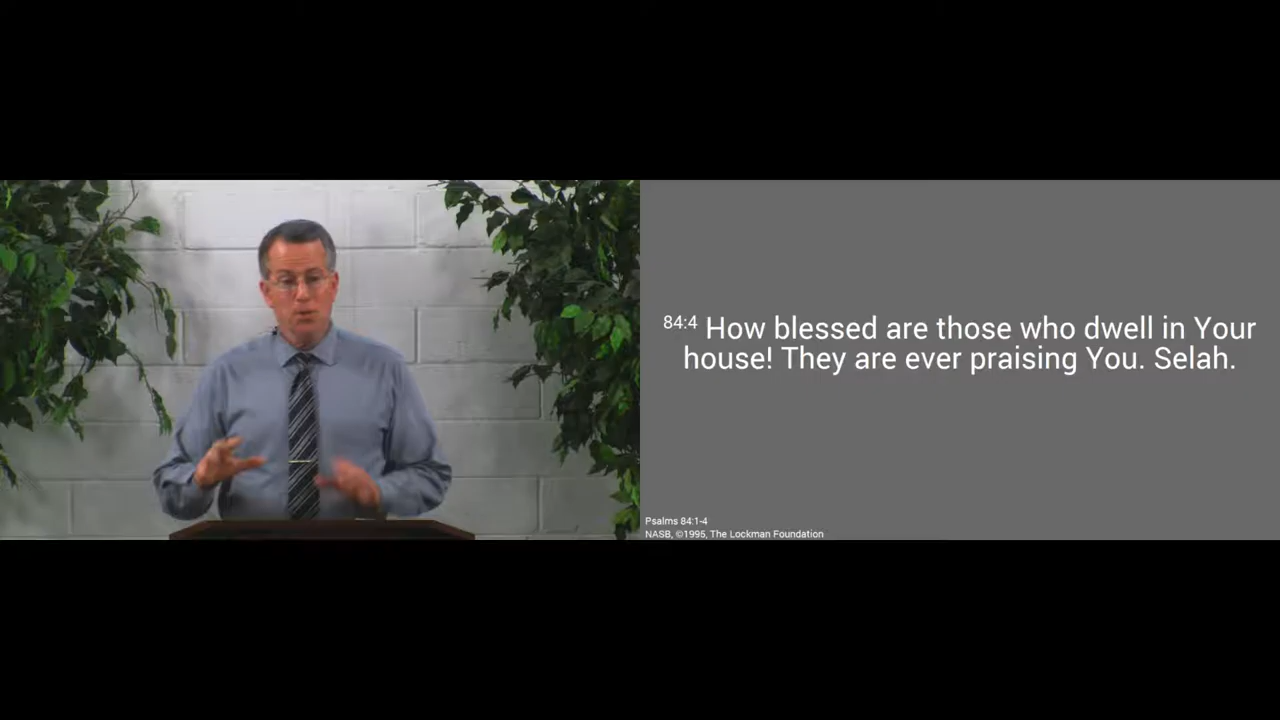 84:4 How blessed are those who dwell in Your
house! They are ever praising You. Selah.
Psalms 84:1-4
NASB, ©1995, The Lockman Foundation